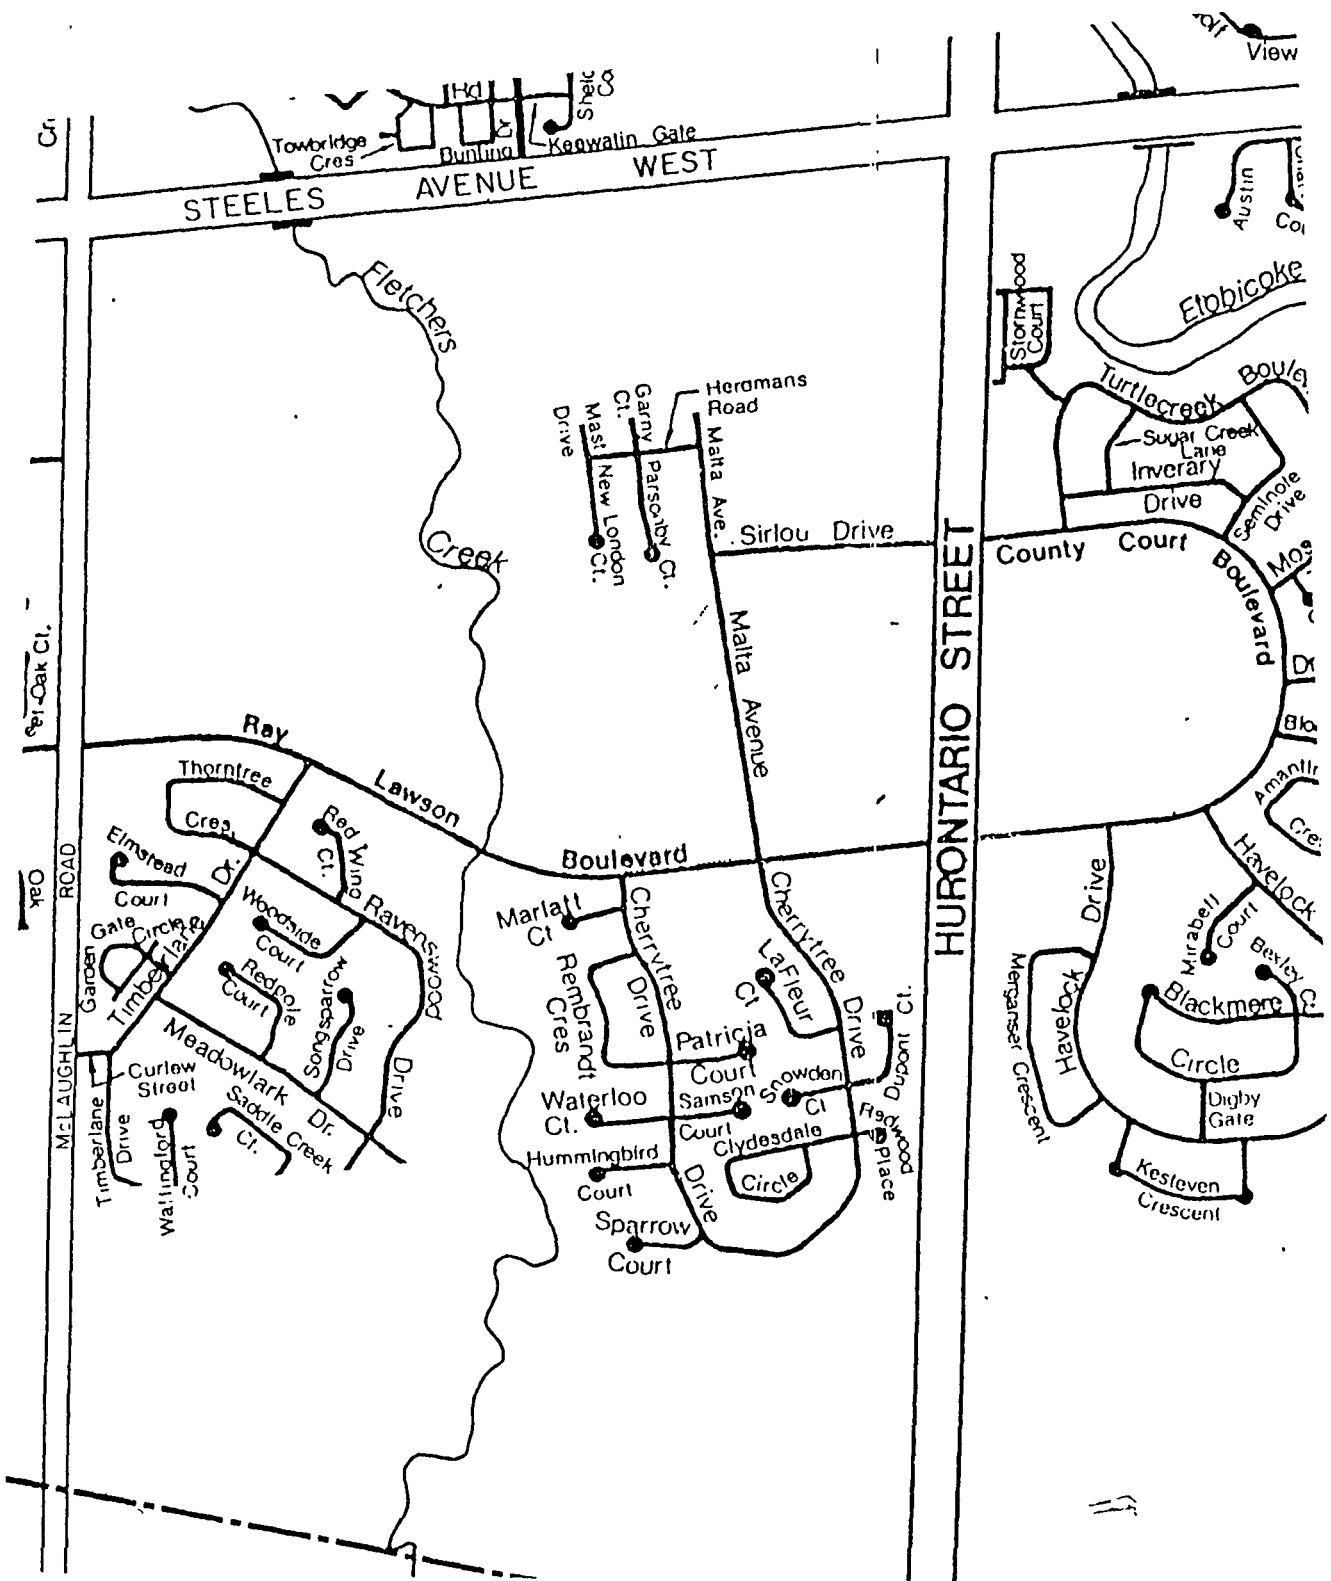 View
Rd
Towbridge
Cres
Bunting
Dr
Keewatin Gate
STEELES AVENUE WEST
Austin
Fletchers
Creek
Etobicoke
Stornwood
Court
Turtlecreek
Sugar Creek
Lane
Inverary
Drive
Seminole
Drive
Herdmans
Road
Garny
Ct.
Mast
Drive
Malta Ave.
New London
Ct.
Parsonby
Ct.
Sirlou Drive
County Court
Boulevard
HURONTARIO STREET
Malta Avenue
Oak Ct.
Ray
Lawson
Boulevard
Thorntree
Cres.
Elmstead
Court
Red Wing
Ct.
Oak
McLAUGHLIN ROAD
Timberlane
Dr.
Woodside
Court
Ravenswood
Drive
Garden
Gate
Circle
Redpole
Court
Songsparrow
Drive
Meadowlark Dr.
Curlew
Street
Timberlane
Drive
Wallingford
Court
Saddle Creek
Ct.
Marlatt
Ct
Cherrytree
Drive
Rembrandt
Cres
Patricia
Court
Waterloo
Ct.
Samson
Court
Hummingbird
Court
Drive
Sparrow
Court
Cherrytree
Drive
LaFleur
Ct
Snowden
Ct
Dupont Ct.
Redwood
Place
Clydesdale
Circle
Havelock
Drive
Merganser Crescent
Havelock
Mirabell
Court
Bexley
Blackmere
Circle
Digby
Gate
Kesteven
Crescent